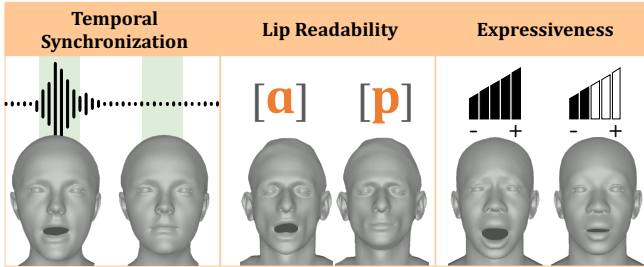 Temporal
Synchronization
Lip Readability
Expressiveness
[ɑ] [p]
- + - +